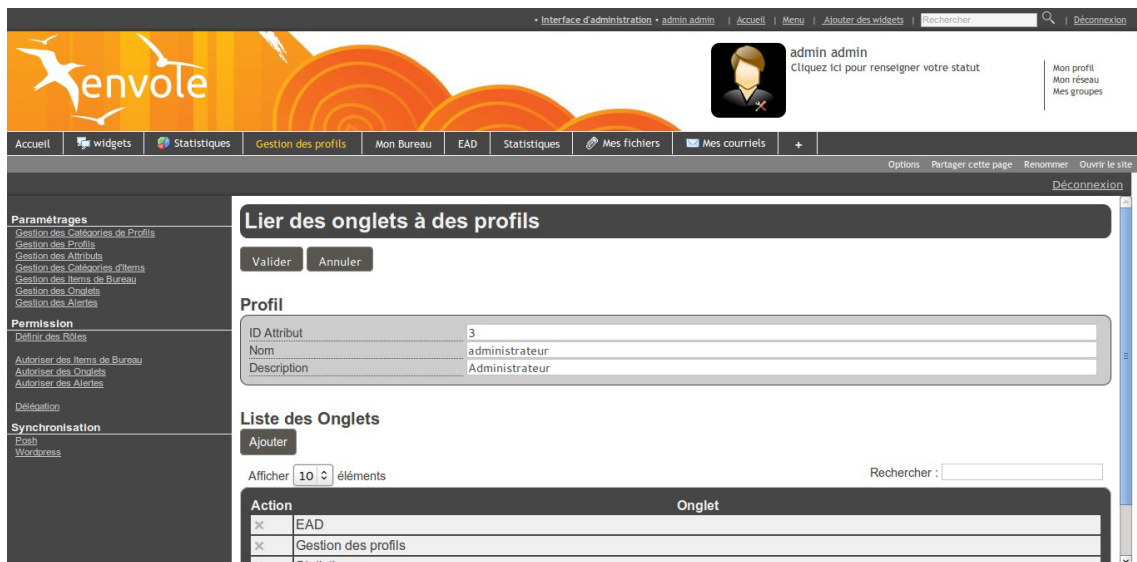 • Interface d'administration • admin admin | Accueil | Menu | Ajouter des widgets | Rechercher | Déconnexion
envole
admin admin
Cliquez ici pour renseigner votre statut
Mon profil
Mon réseau
Mes groupes
Accueil widgets Statistiques Gestion des profils Mon Bureau EAD Statistiques Mes fichiers Mes courriels +
Options Partager cette page Renommer Ouvrir le site
Déconnexion
Paramétrages
Gestion des Catégories de Profils
Gestion des Profils
Gestion des Attributs
Gestion des Catégories d'Items
Gestion des Items de Bureau
Gestion des Onglets
Gestion des Alertes
Permission
Définir des Rôles
Autoriser des Items de Bureau
Autoriser des Onglets
Autoriser des Alertes
Délégation
Synchronisation
Posh
Wordpress
Lier des onglets à des profils
Valider Annuler
Profil
ID Attribut 3
Nom administrateur
Description Administrateur
Liste des Onglets
Ajouter
Afficher 10 éléments Rechercher :
Action Onglet
EAD
Gestion des profils